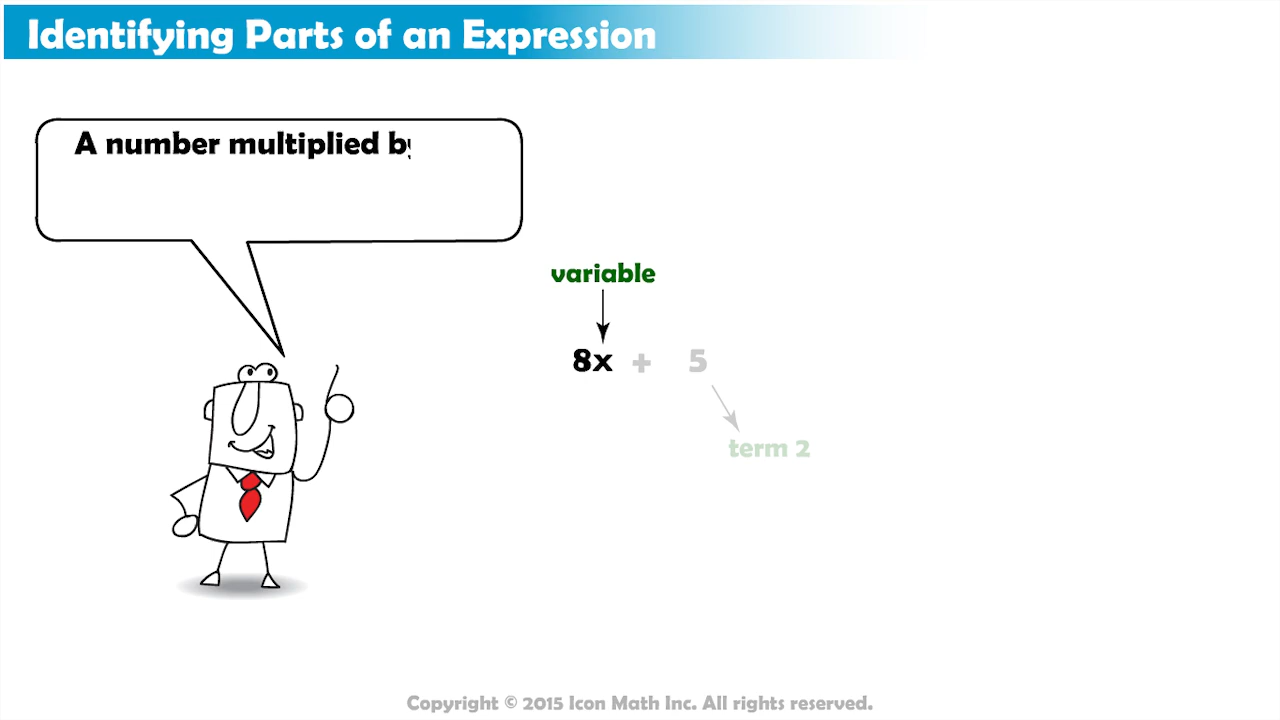 Identifying Parts of an Expression
A number multiplied by
variable
8x + 5
term 2
Copyright © 2015 Icon Math Inc. All rights reserved.